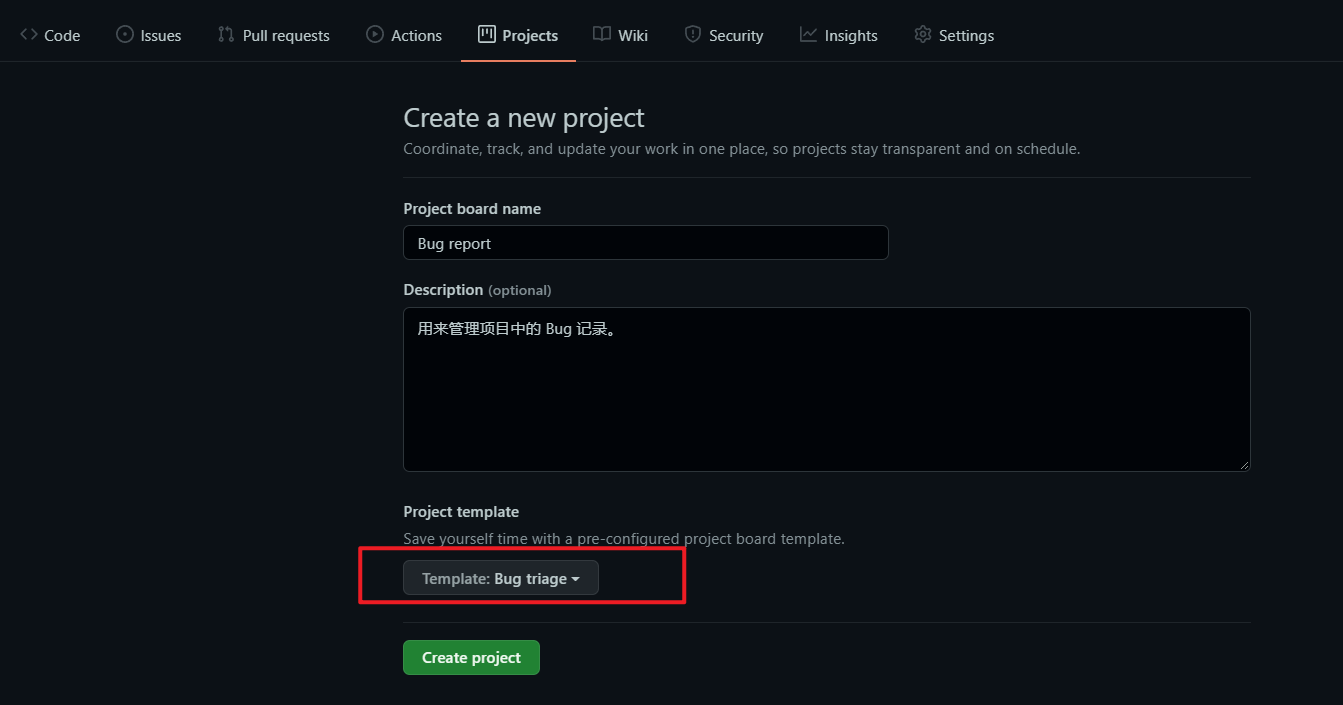 Code Issues Pull requests Actions Projects Wiki Security Insights Settings
Create a new project
Coordinate, track, and update your work in one place, so projects stay transparent and on schedule.
Project board name
Bug report
Description (optional)
用来管理项目中的 Bug 记录。
Project template
Save yourself time with a pre-configured project board template.
Template: Bug triage
Create project